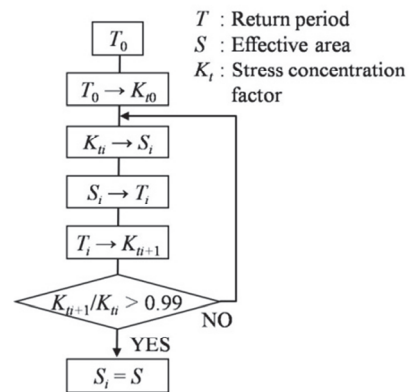 T : Return period
S : Effective area
Kₜ : Stress concentration
factor
T₀
T₀ → Kₜ₀
Kₜᵢ → Sᵢ
Sᵢ → Tᵢ
Tᵢ → Kₜᵢ₊₁
Kₜᵢ₊₁/Kₜᵢ > 0.99
NO
YES
Sᵢ = S